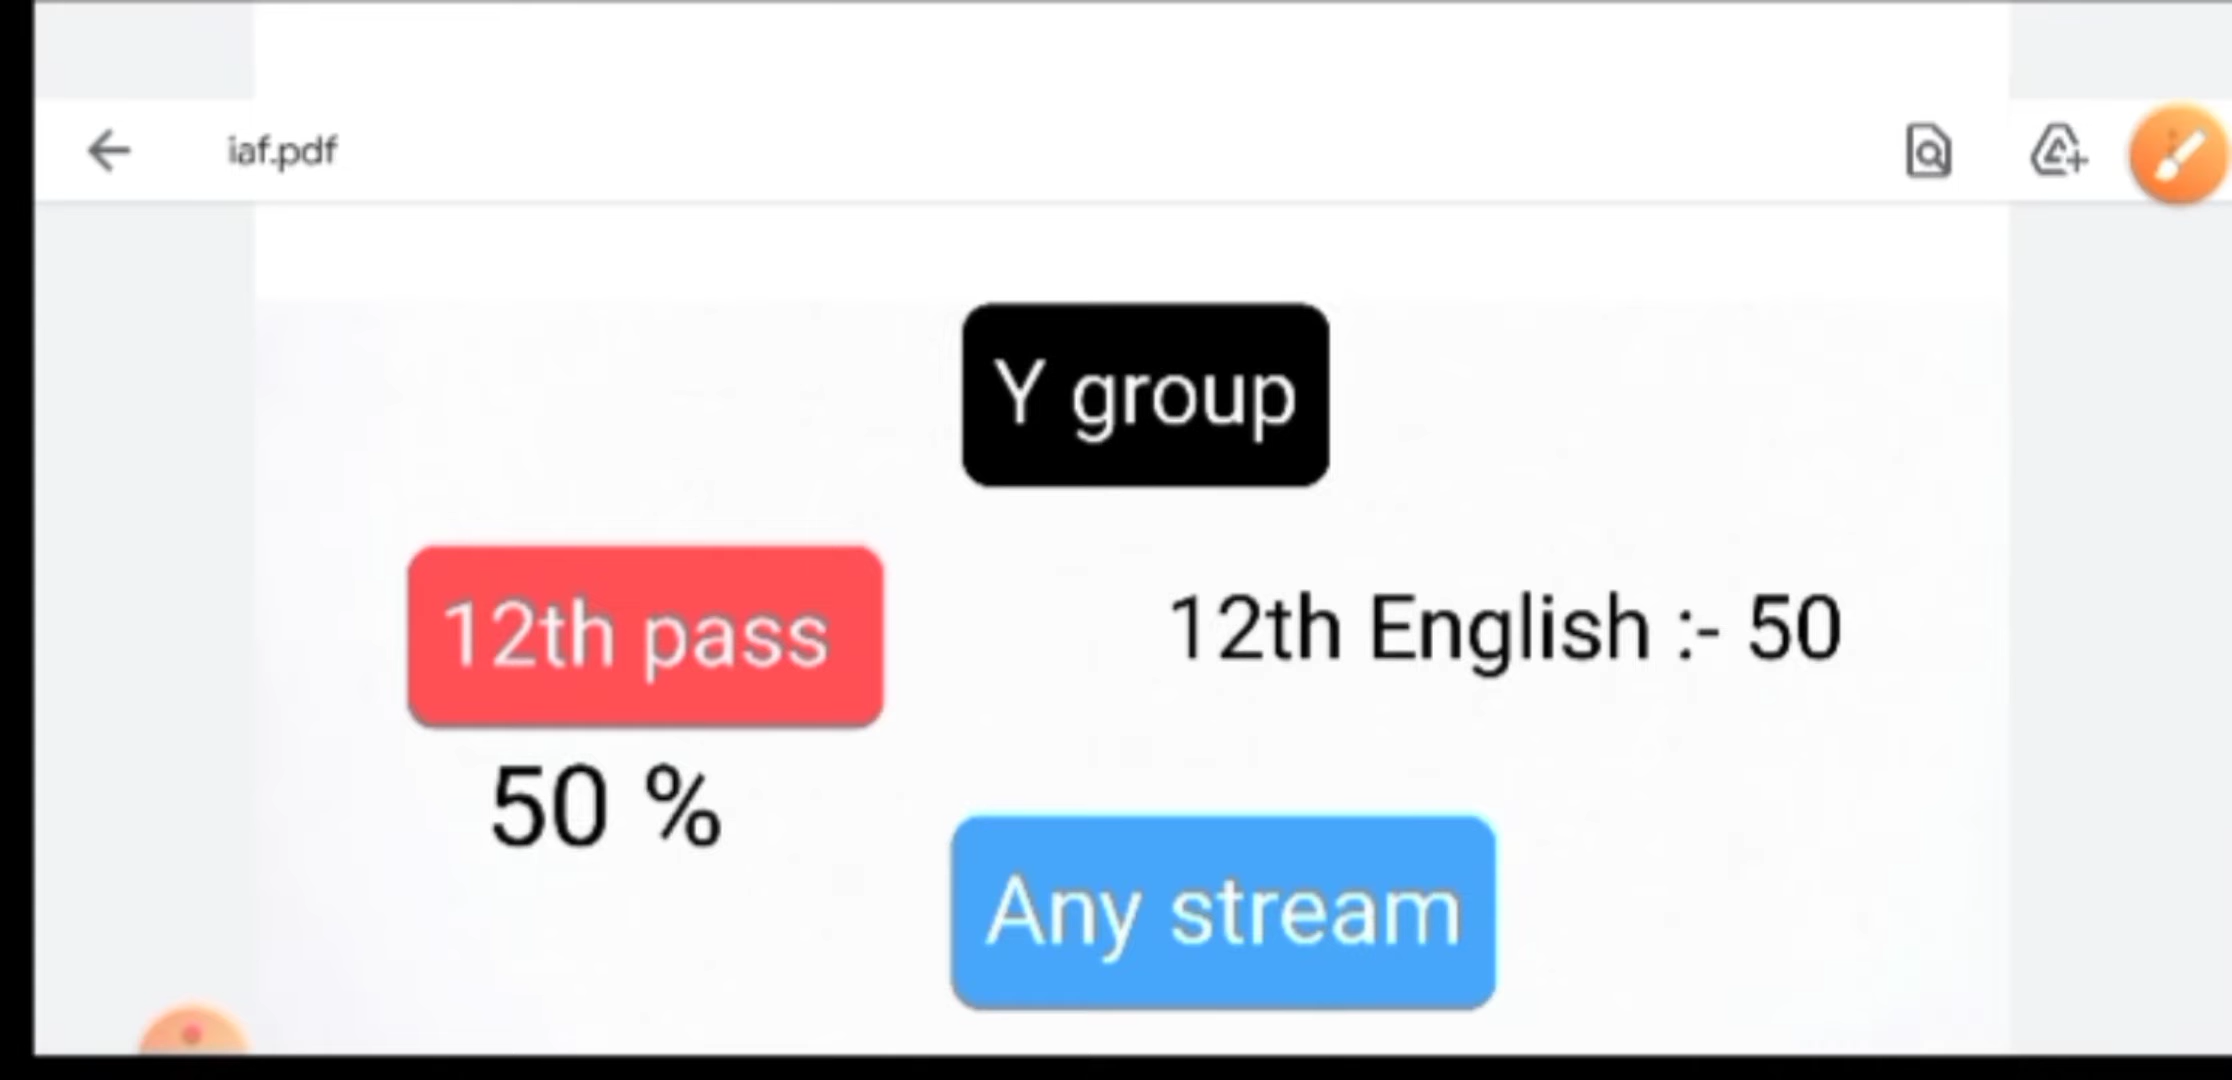 iaf.pdf
Y group
12th pass
12th English :- 50
50 %
Any stream